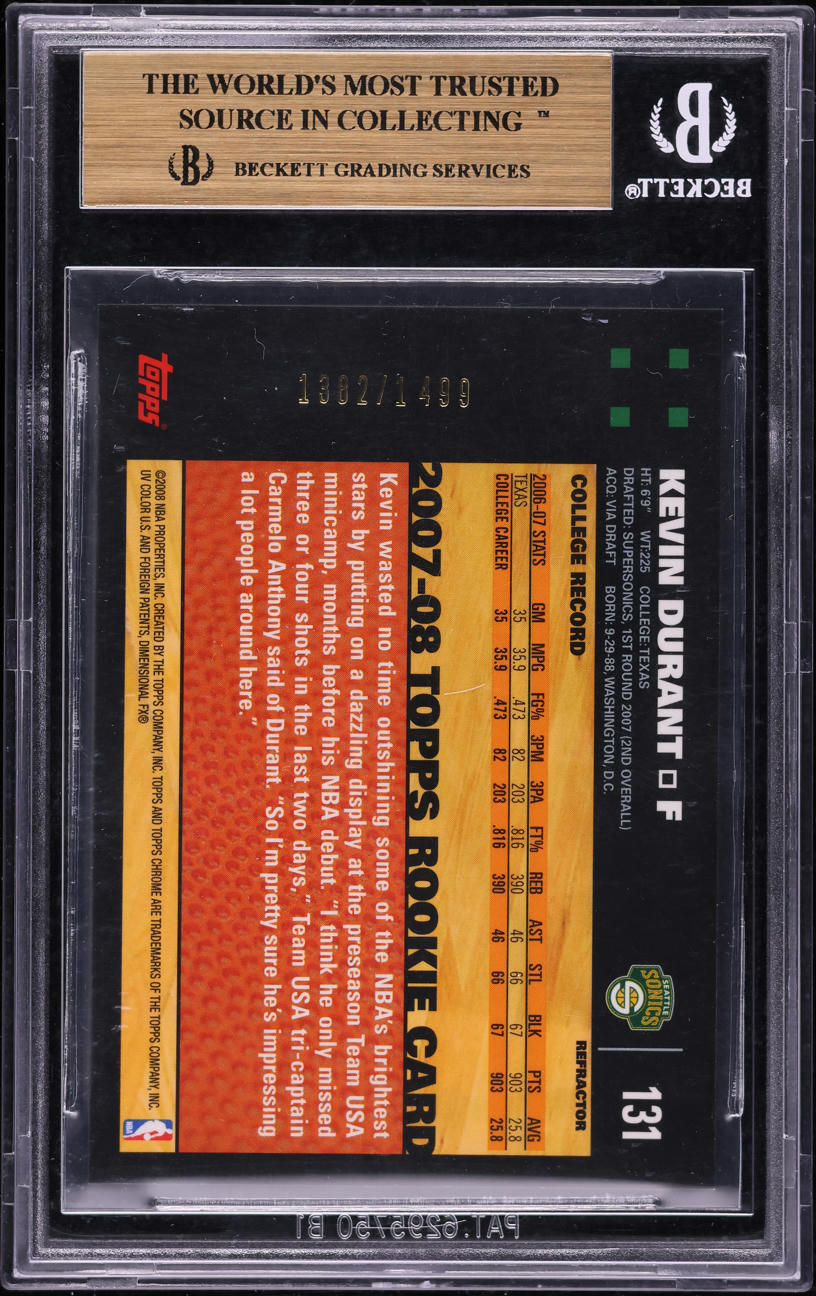 THE WORLD'S MOST TRUSTED
SOURCE IN COLLECTING ™
B BECKETT GRADING SERVICES
B
BECKETT®
KEVIN DURANT F
HT: 6'9" WT:225 COLLEGE: TEXAS
DRAFTED: SUPERSONICS, 1ST ROUND 2007 (2ND OVERALL)
ACQ: VIA DRAFT BORN: 9-29-88, WASHINGTON, D.C.
SEATTLE
SONICS
131
COLLEGE RECORD REFRACTOR
2006-07 STATS GM MPG FG% 3PM 3PA FT% REB AST STL BLK PTS AVG
TEXAS 35 35.9 .473 82 203 .816 390 46 66 67 903 25.8
COLLEGE CAREER 35 35.9 .473 82 203 .816 390 46 66 67 903 25.8
2007-08 TOPPS ROOKIE CARD
Kevin wasted no time outshining some of the NBA's brightest
stars by putting on a dazzling display at the preseason Team USA
minicamp, months before his NBA debut. "I think he only missed
three or four shots in the last two days," Team USA tri-captain
Carmelo Anthony said of Durant. "So I'm pretty sure he's impressing
a lot people around here."
©2008 NBA PROPERTIES, INC. CREATED BY THE TOPPS COMPANY, INC. TOPPS AND TOPPS CHROME ARE TRADEMARKS OF THE TOPPS COMPANY, INC.
UV COLOR U.S. AND FOREIGN PATENTS, DIMENSIONAL FX®
NBA
1382/1499
Topps®
PAT.6295750 B1